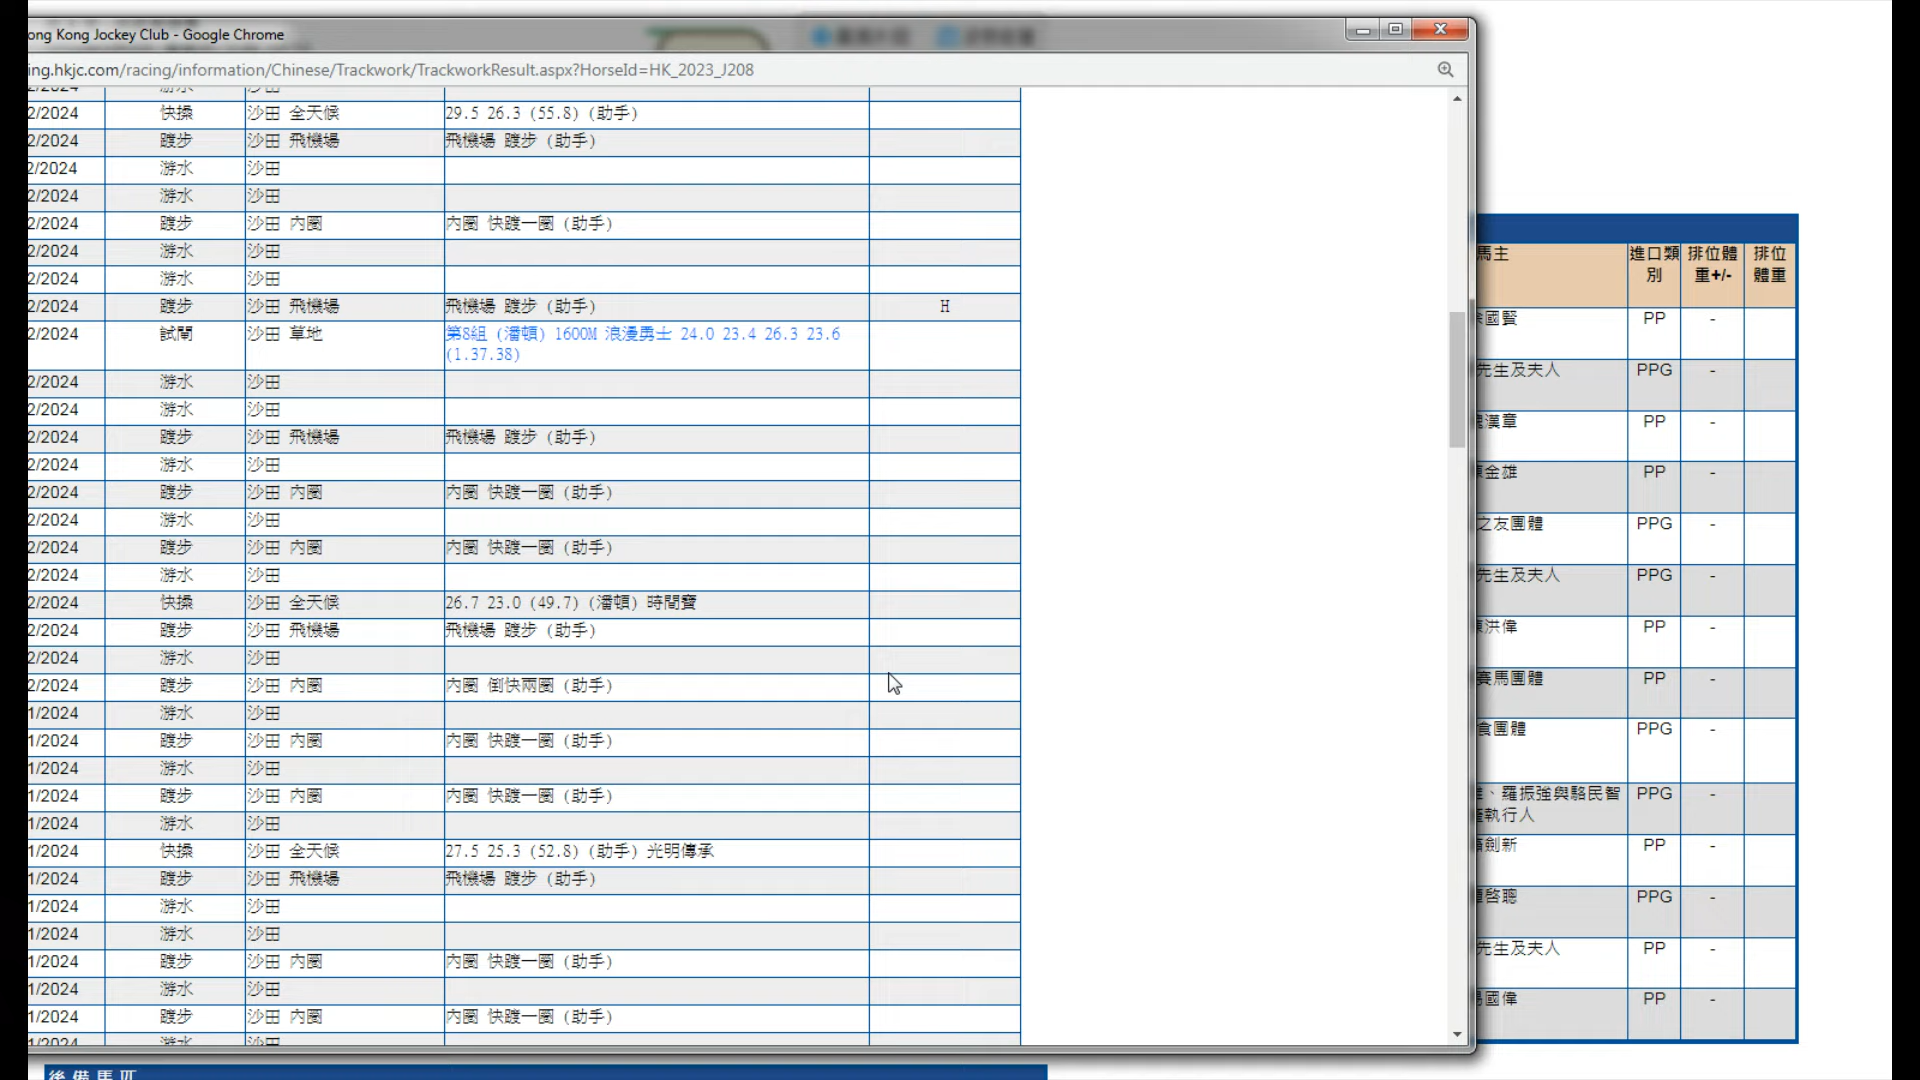 ong Kong Jockey Club - Google Chrome
ing.hkjc.com/racing/information/Chinese/Trackwork/TrackworkResult.aspx?HorseId=HK_2023_J208
2/2024 游水 沙田
2/2024 快操 沙田 全天候 29.5 26.3 (55.8) (助手)
2/2024 踱步 沙田 飛機場 飛機場 踱步 (助手)
2/2024 游水 沙田
2/2024 游水 沙田
2/2024 踱步 沙田 內圈 內圈 快踱一圈 (助手)
2/2024 游水 沙田
2/2024 游水 沙田
2/2024 踱步 沙田 飛機場 飛機場 踱步 (助手) H
2/2024 試閘 沙田 草地 第8組 (潘頓) 1600M 浪漫勇士 24.0 23.4 26.3 23.6
(1.37.38)
2/2024 游水 沙田
2/2024 游水 沙田
2/2024 踱步 沙田 飛機場 飛機場 踱步 (助手)
2/2024 游水 沙田
2/2024 踱步 沙田 內圈 內圈 快踱一圈 (助手)
2/2024 游水 沙田
2/2024 踱步 沙田 內圈 內圈 快踱一圈 (助手)
2/2024 游水 沙田
2/2024 快操 沙田 全天候 26.7 23.0 (49.7) (潘頓) 時間寶
2/2024 踱步 沙田 飛機場 飛機場 踱步 (助手)
2/2024 游水 沙田
2/2024 踱步 沙田 內圈 內圈 倒快兩圈 (助手)
1/2024 游水 沙田
1/2024 踱步 沙田 內圈 內圈 快踱一圈 (助手)
1/2024 游水 沙田
1/2024 踱步 沙田 內圈 內圈 快踱一圈 (助手)
1/2024 游水 沙田
1/2024 快操 沙田 全天候 27.5 25.3 (52.8) (助手) 光明傳承
1/2024 踱步 沙田 飛機場 飛機場 踱步 (助手)
1/2024 游水 沙田
1/2024 游水 沙田
1/2024 踱步 沙田 內圈 內圈 快踱一圈 (助手)
1/2024 游水 沙田
1/2024 踱步 沙田 內圈 內圈 快踱一圈 (助手)
1/2024 游水 沙田
馬主 進口類別 排位體重+/- 排位體重
國賢 PP -
先生及夫人 PPG -
漢章 PP -
金雄 PP -
之友團體 PPG -
先生及夫人 PPG -
洪偉 PP -
賽馬團體 PP -
食團體 PPG -
、羅振強與駱民智 PPG -
執行人
劍新 PP -
啓聰 PPG -
先生及夫人 PP -
國偉 PP -
後備馬匹